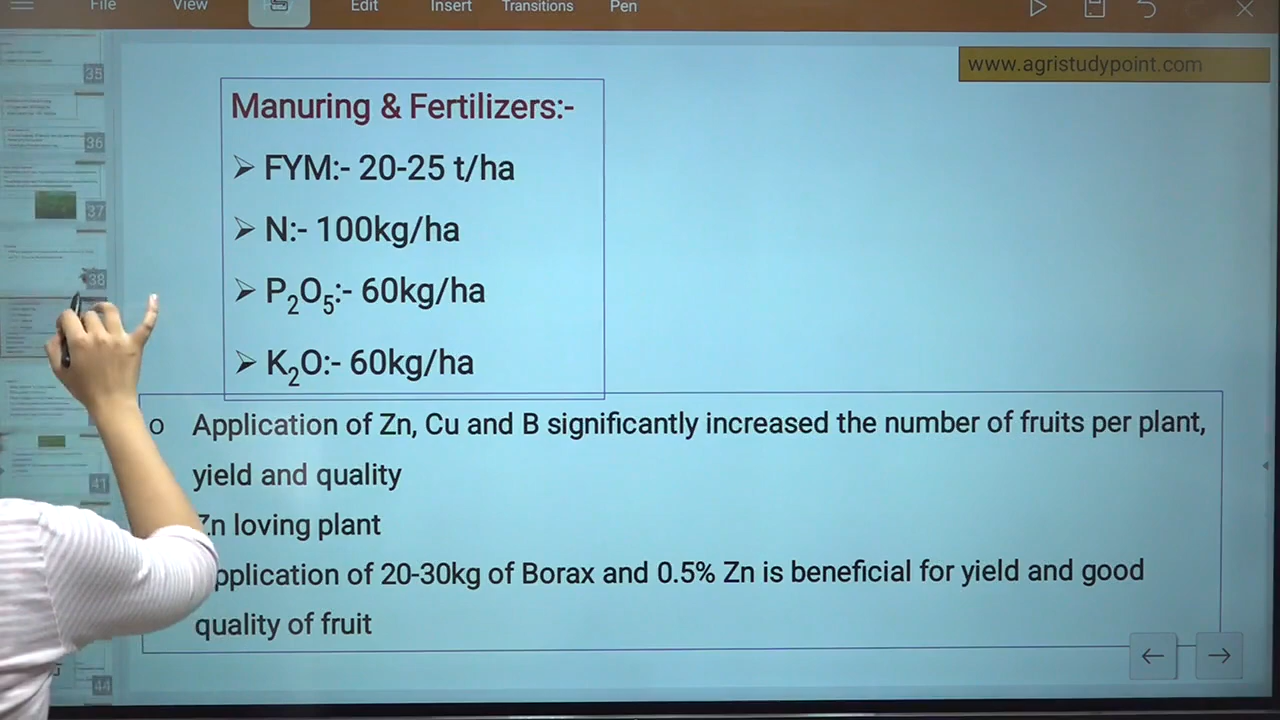 File View Edit Insert Transitions Pen
www.agristudypoint.com
35
36
37
38
41
44
Manuring & Fertilizers:-
➢ FYM:- 20-25 t/ha
➢ N:- 100kg/ha
➢ P₂O₅:- 60kg/ha
➢ K₂O:- 60kg/ha
o Application of Zn, Cu and B significantly increased the number of fruits per plant,
yield and quality
Zn loving plant
pplication of 20-30kg of Borax and 0.5% Zn is beneficial for yield and good
quality of fruit